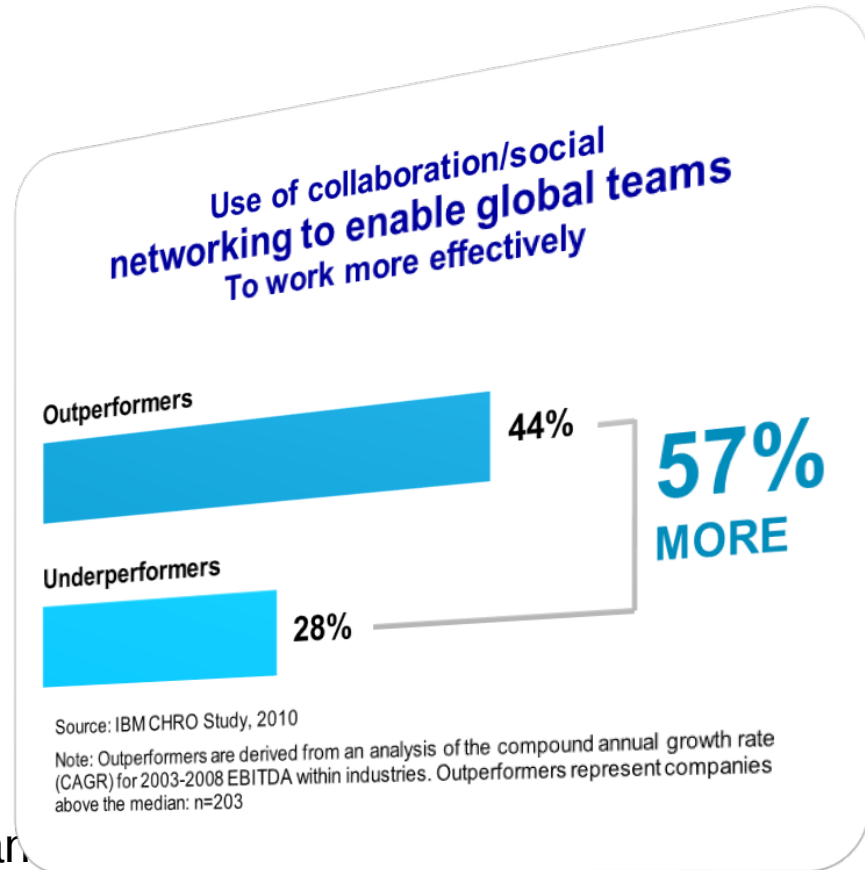 Use of collaboration/social
networking to enable global teams
To work more effectively
Outperformers
44%
57%
MORE
Underperformers
28%
Source: IBM CHRO Study, 2010
Note: Outperformers are derived from an analysis of the compound annual growth rate
(CAGR) for 2003-2008 EBITDA within industries. Outperformers represent companies
above the median: n=203